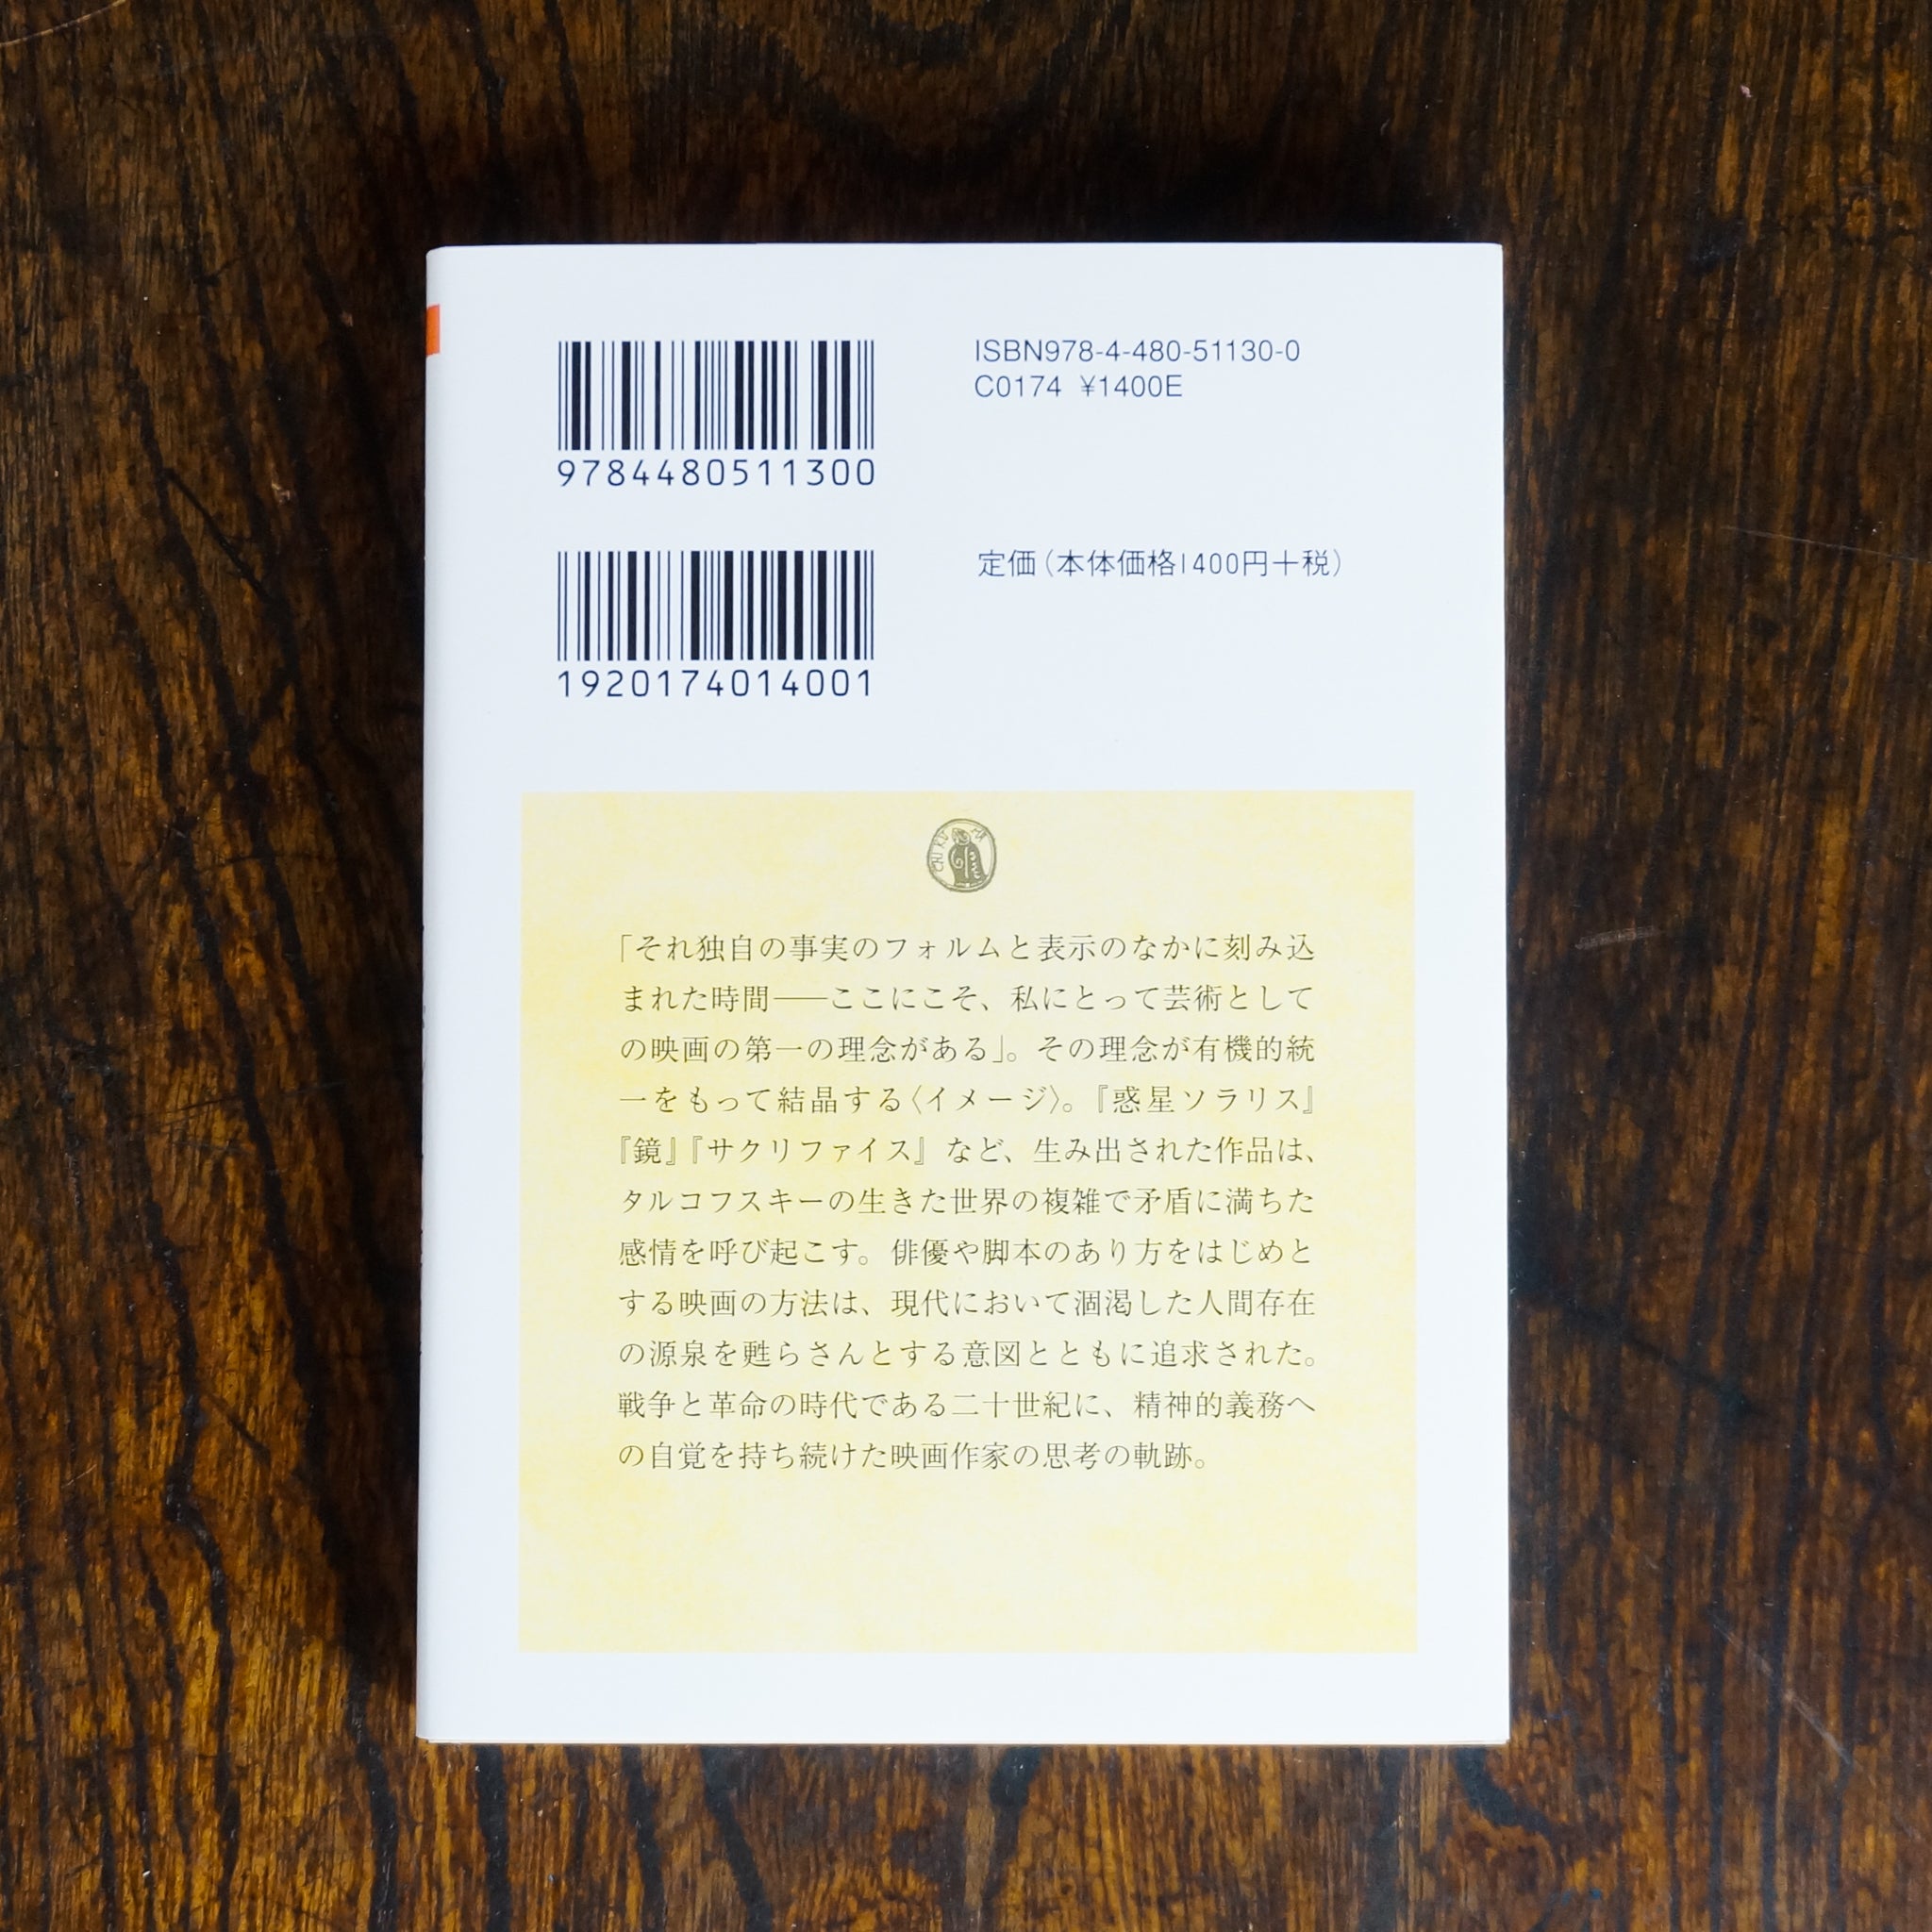 ISBN978-4-480-51130-0
C0174 ¥1400E
9784480511300
定価(本体価格1400円+税)
1920174014001
CHIKUMA
「それ独自の事実のフォルムと表示のなかに刻み込
まれた時間――ここにこそ、私にとって芸術として
の映画の第一の理念がある」。その理念が有機的統
一をもって結晶する〈イメージ〉。『惑星ソラリス』
『鏡』『サクリファイス』など、生み出された作品は、
タルコフスキーの生きた世界の複雑で矛盾に満ちた
感情を呼び起こす。俳優や脚本のあり方をはじめと
する映画の方法は、現代において涸渇した人間存在
の源泉を甦らさんとする意図とともに追求された。
戦争と革命の時代である二十世紀に、精神的義務へ
の自覚を持ち続けた映画作家の思考の軌跡。